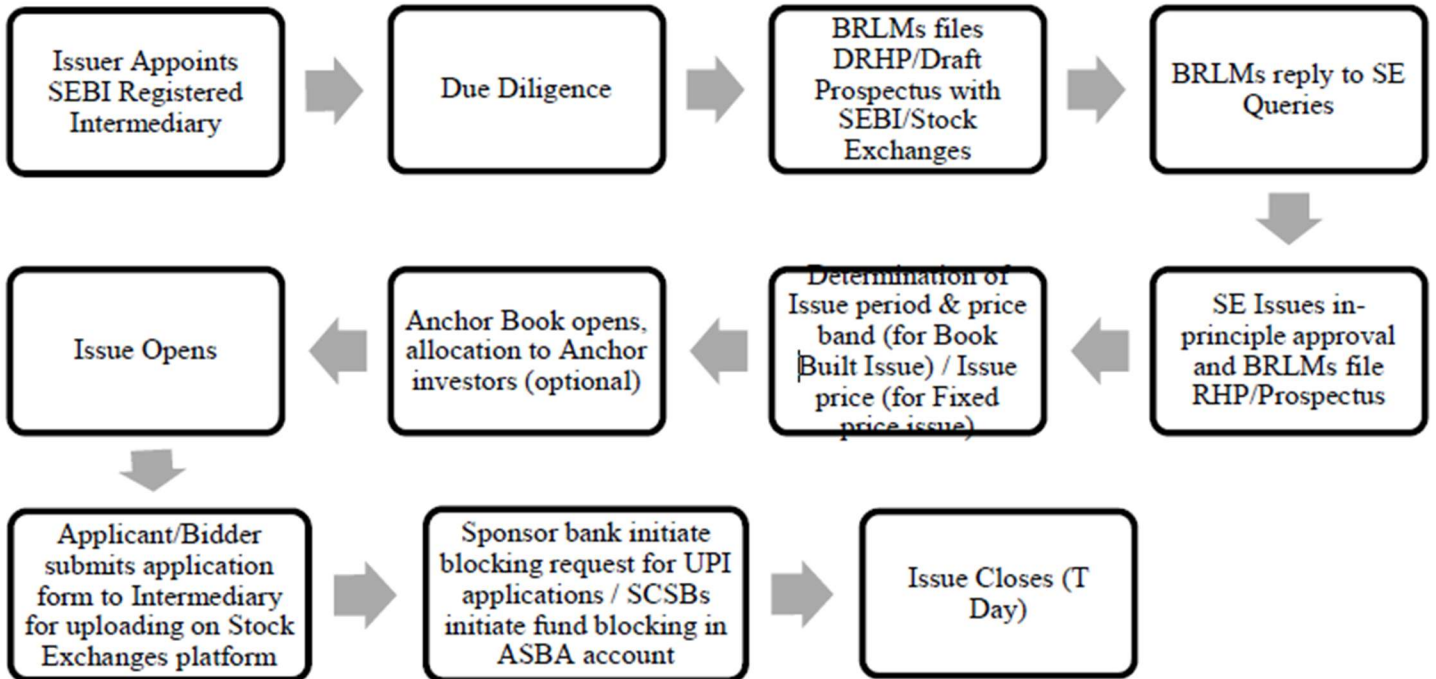 Issuer Appoints
SEBI Registered
Intermediary
Due Diligence
BRLMs files
DRHP/Draft
Prospectus with
SEBI/Stock
Exchanges
BRLMs reply to SE
Queries
SE Issues in-
principle approval
and BRLMs file
RHP/Prospectus
Determination of
Issue period & price
band (for Book
Built Issue) / Issue
price (for Fixed
price issue)
Anchor Book opens,
allocation to Anchor
investors (optional)
Issue Opens
Applicant/Bidder
submits application
form to Intermediary
for uploading on Stock
Exchanges platform
Sponsor bank initiate
blocking request for UPI
applications / SCSBs
initiate fund blocking in
ASBA account
Issue Closes (T
Day)